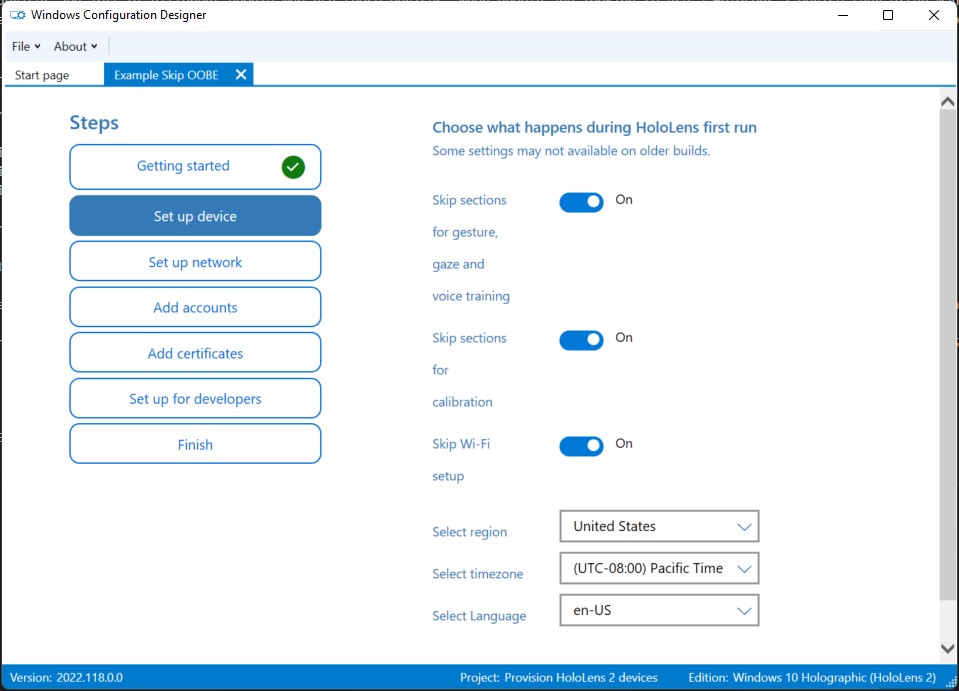 Windows Configuration Designer
File About
Start page Example Skip OOBE
Steps
Getting started
Set up device
Set up network
Add accounts
Add certificates
Set up for developers
Finish
Choose what happens during HoloLens first run
Some settings may not available on older builds.
Skip sections On
for gesture,
gaze and
voice training
Skip sections On
for
calibration
Skip Wi-Fi On
setup
Select region United States
Select timezone (UTC-08:00) Pacific Time
Select Language en-US
Version: 2022.118.0.0 Project: Provision HoloLens 2 devices Edition: Windows 10 Holographic (HoloLens 2)